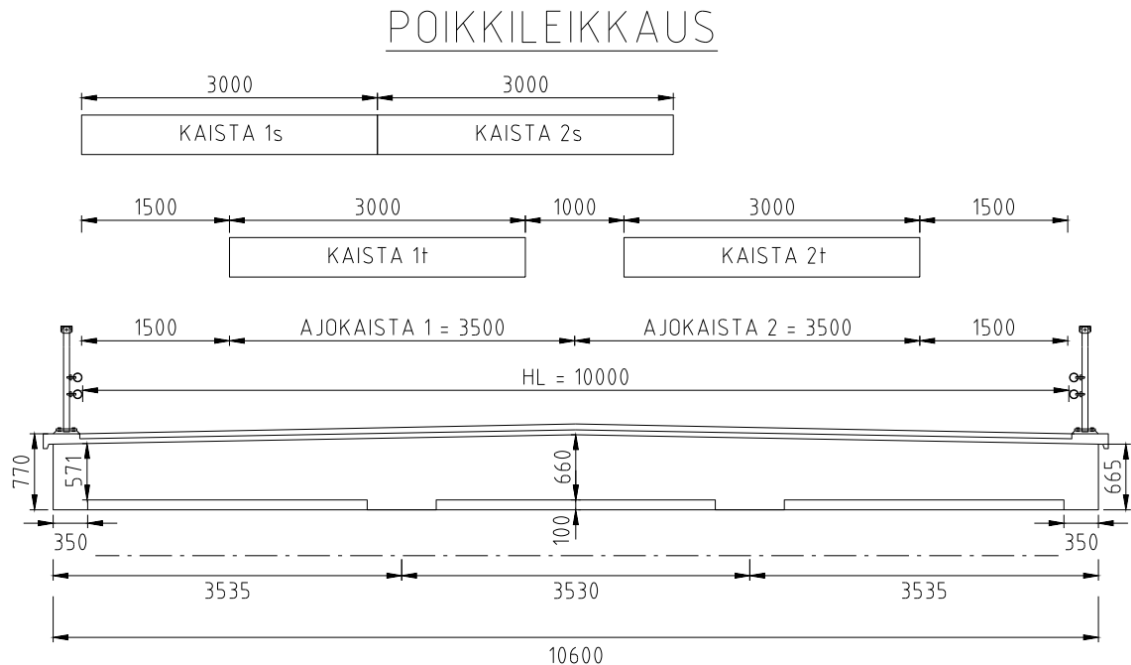 POIKKILEIKKAUS
3000 3000
KAISTA 1s KAISTA 2s
1500 3000 1000 3000 1500
KAISTA 1t KAISTA 2t
1500 AJOKAISTA 1 = 3500 AJOKAISTA 2 = 3500 1500
HL = 10000
770 571 660 665
100
350 350
3535 3530 3535
10600